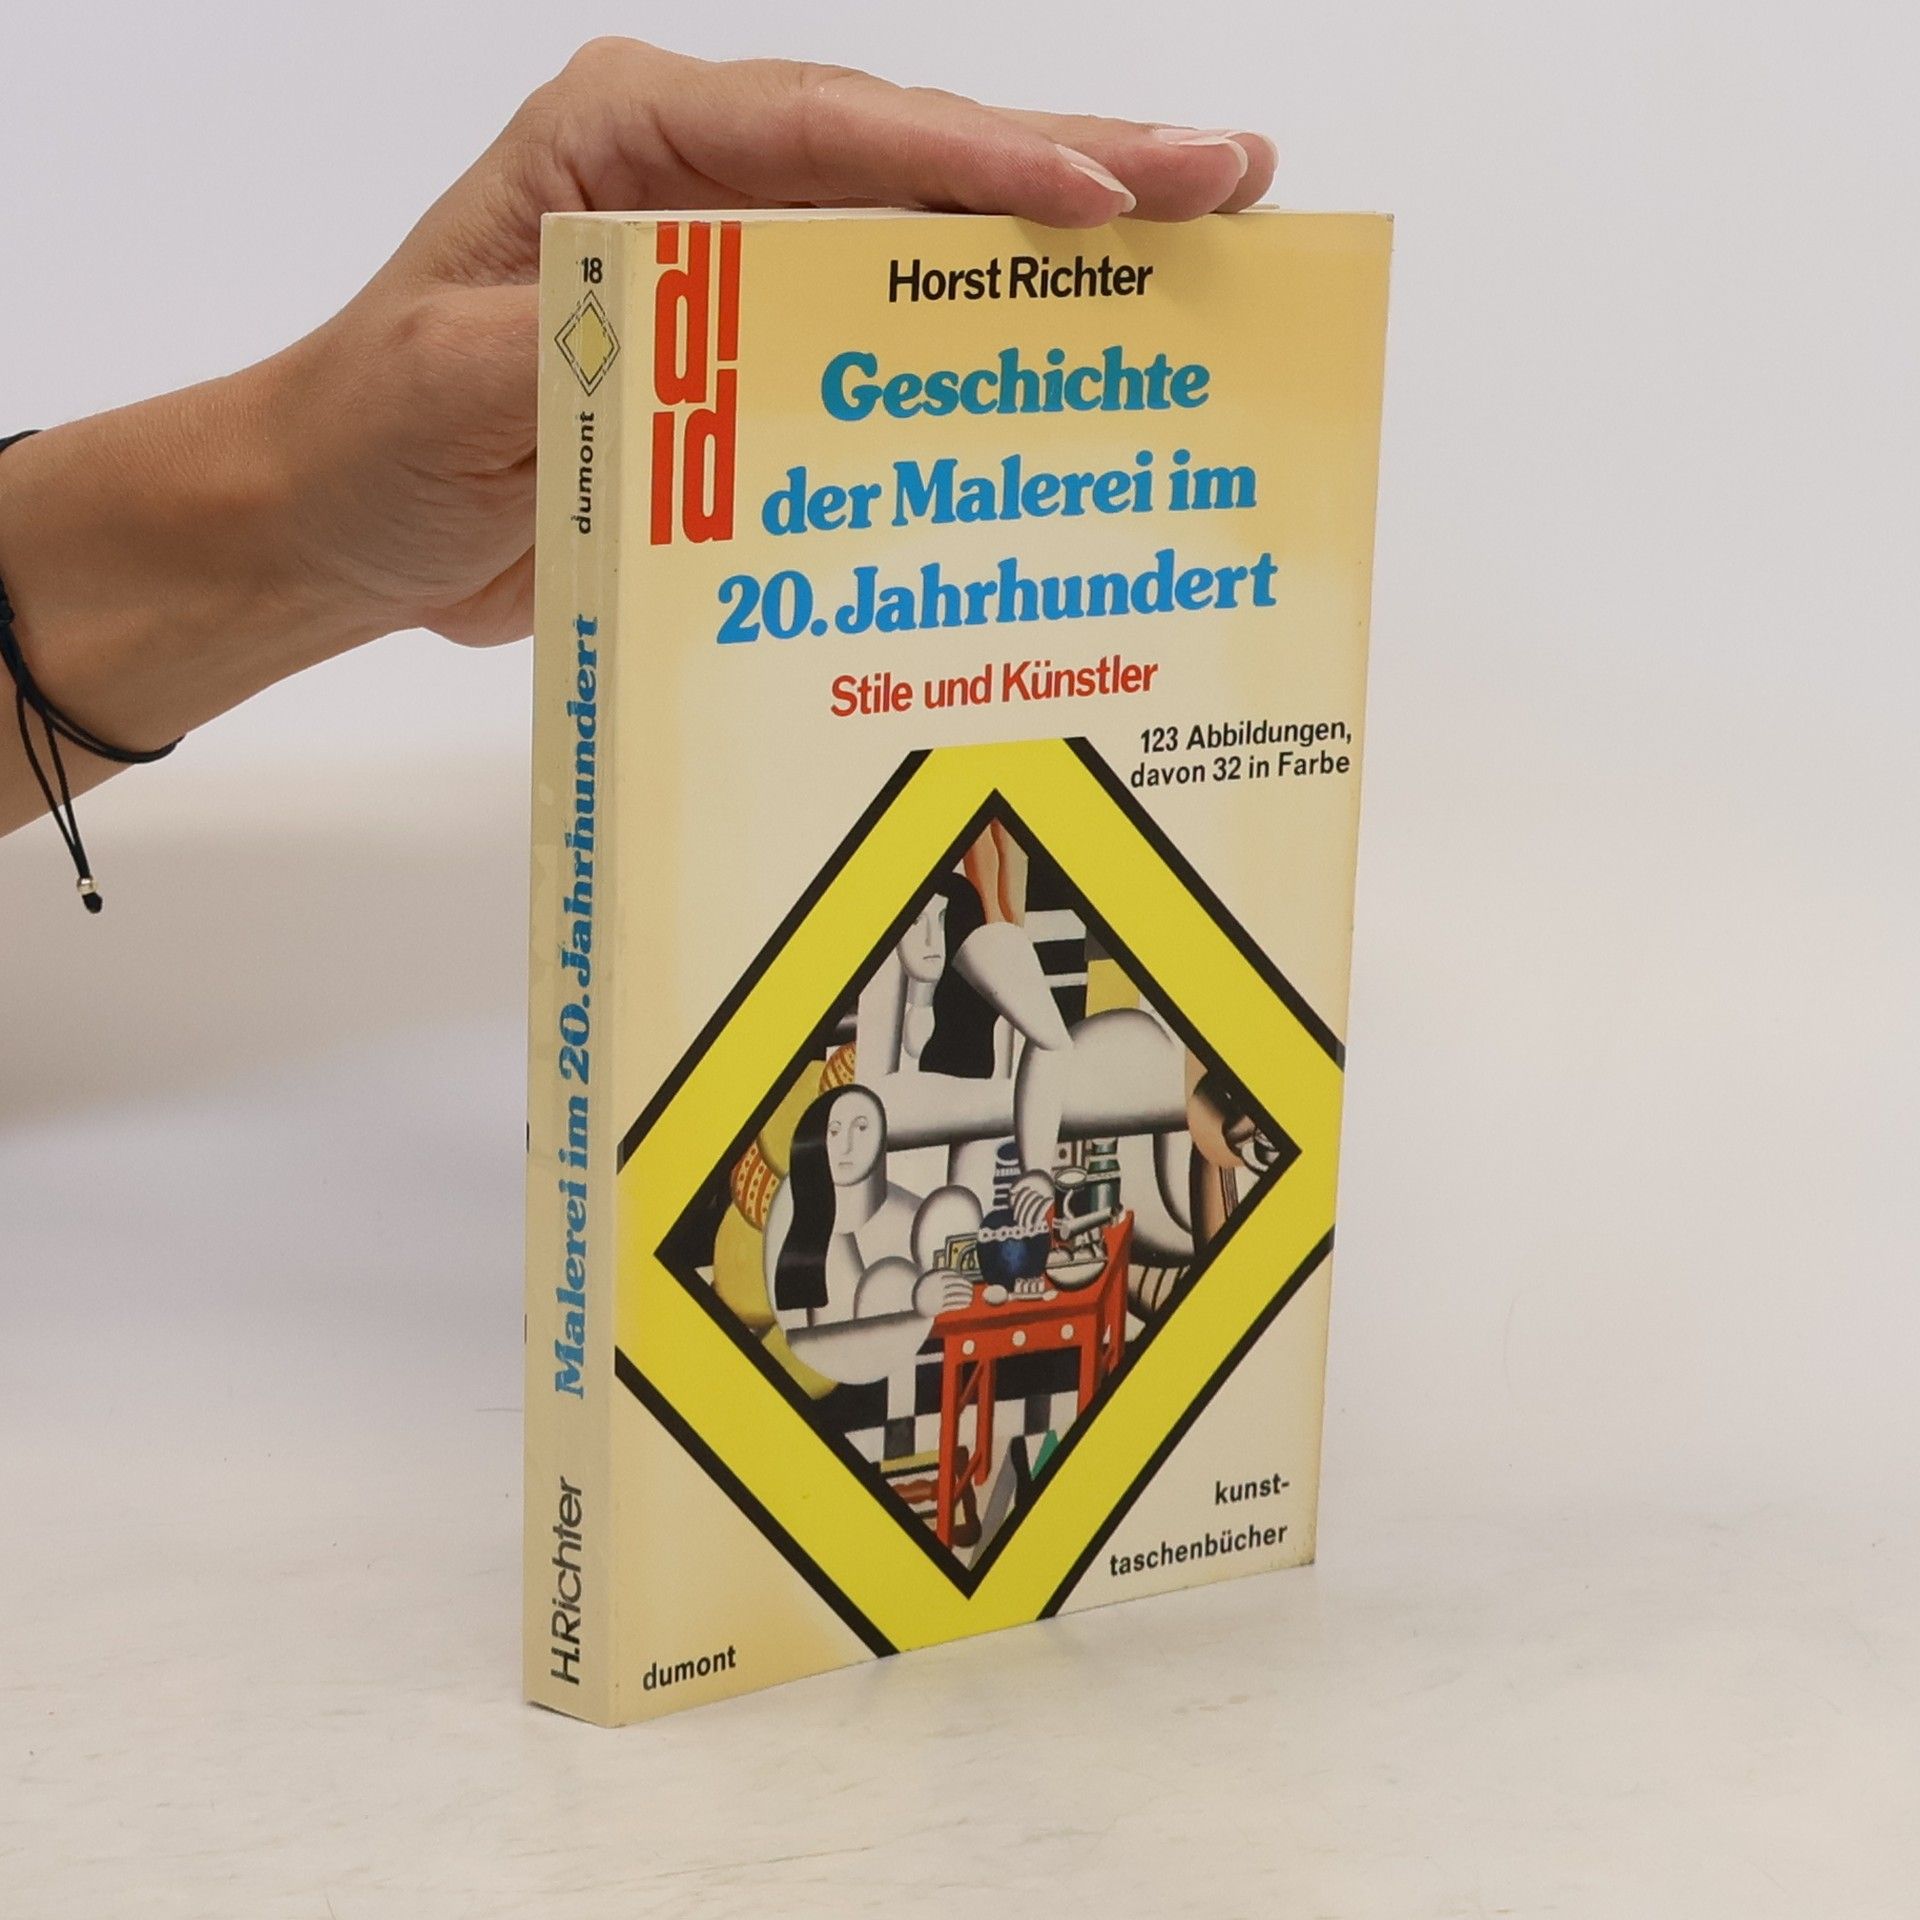 18
dumont
Malerei im 20. Jahrhundert
H.Richter
Horst Richter
Geschichte
der Malerei im
20. Jahrhundert
Stile und Künstler
123 Abbildungen,
davon 32 in Farbe
kunst-
taschenbücher
dumont